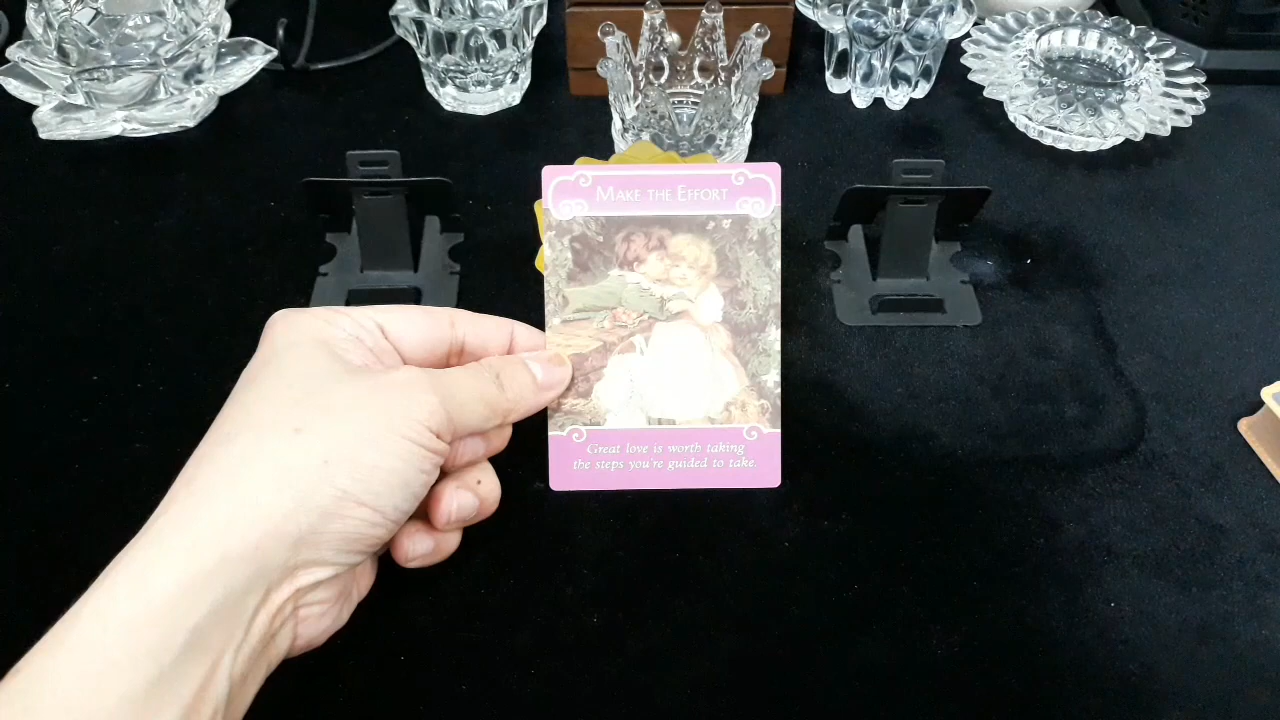 MAKE THE EFFORT
Great love is worth taking
the steps you're guided to take.